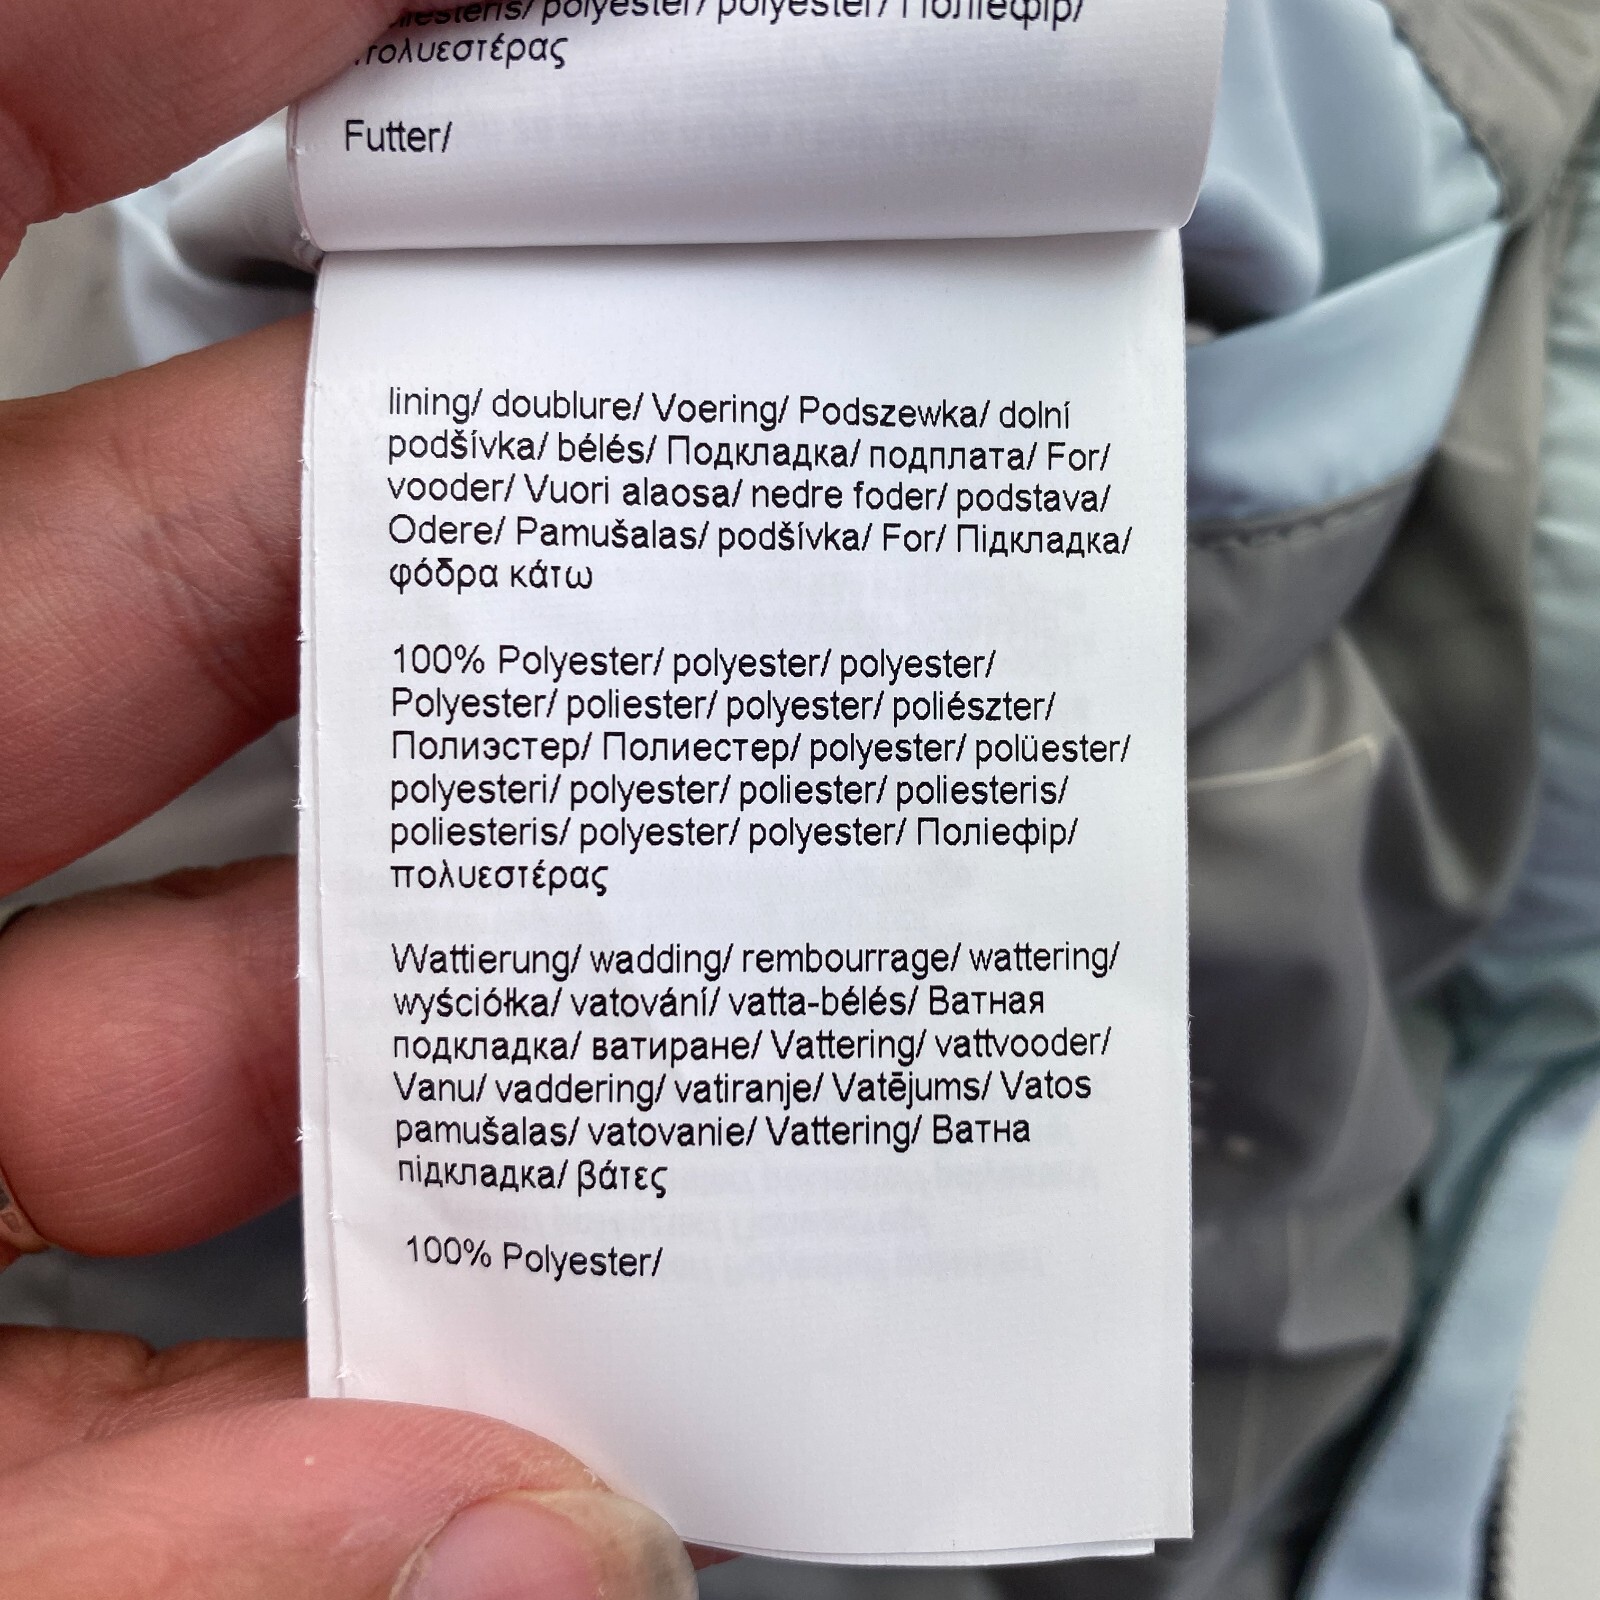 polyester/ polyester/ Поліефір/
πολυεστέρας
Futter/
lining/ doublure/ Voering/ Podszewka/ dolní
podšívka/ bélés/ Подкладка/ подплата/ For/
vooder/ Vuori alaosa/ nedre foder/ podstava/
Odere/ Pamušalas/ podšívka/ For/ Підкладка/
φόδρα κάτω
100% Polyester/ polyester/ polyester/
Polyester/ poliester/ polyester/ poliészter/
Полиэстер/ Полиестер/ polyester/ polüester/
polyesteri/ polyester/ poliester/ poliesteris/
poliesteris/ polyester/ polyester/ Поліефір/
πολυεστέρας
Wattierung/ wadding/ rembourrage/ wattering/
wyściółka/ vatování/ vatta-bélés/ Ватная
подкладка/ ватиране/ Vattering/ vattvooder/
Vanu/ vaddering/ vatiranje/ Vatējums/ Vatos
pamušalas/ vatovanie/ Vattering/ Ватна
підкладка/ βάτες
100% Polyester/